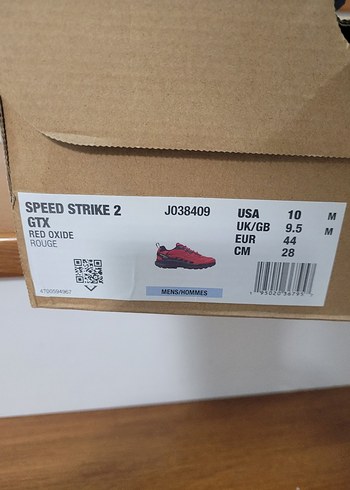 SPEED STRIKE 2
GTX
RED OXIDE
ROUGE
J038409
USA 10 M
UK/GB 9.5 M
EUR 44
CM 28
MENS/HOMMES